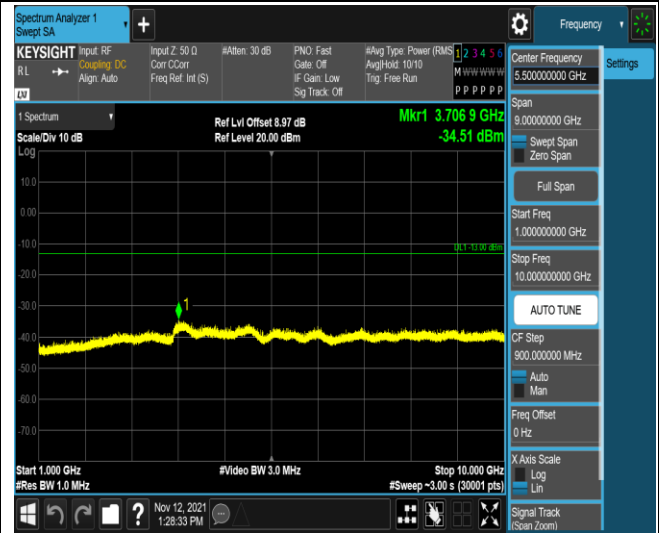 Spectrum Analyzer 1
Swept SA
+
Frequency
KEYSIGHT
RL
Input: RF
Coupling: DC
Align: Auto
Input Z: 50 Ω
Corr CCorr
Freq Ref: Int (S)
#Atten: 30 dB
PNO: Fast
Gate: Off
IF Gain: Low
Sig Track: Off
#Avg Type: Power (RMS
Avg|Hold: 10/10
Trig: Free Run
1 2 3 4 5 6
M W W W W W
P P P P P P
LXI
1 Spectrum
Scale/Div 10 dB
Log
Ref Lvl Offset 8.97 dB
Ref Level 20.00 dBm
Mkr1 3.706 9 GHz
-34.51 dBm
10.0
0.00
-10.0
-20.0
-30.0
-40.0
-50.0
-60.0
-70.0
DL1 -13.00 dBm
1
Start 1.000 GHz
#Res BW 1.0 MHz
#Video BW 3.0 MHz
Stop 10.000 GHz
#Sweep ~3.00 s (30001 pts)
?
Nov 12, 2021
1:28:33 PM
Center Frequency
5.500000000 GHz
Settings
Span
9.00000000 GHz
Swept Span
Zero Span
Full Span
Start Freq
1.000000000 GHz
Stop Freq
10.000000000 GHz
AUTO TUNE
CF Step
900.000000 MHz
Auto
Man
Freq Offset
0 Hz
X Axis Scale
Log
Lin
Signal Track
(Span Zoom)